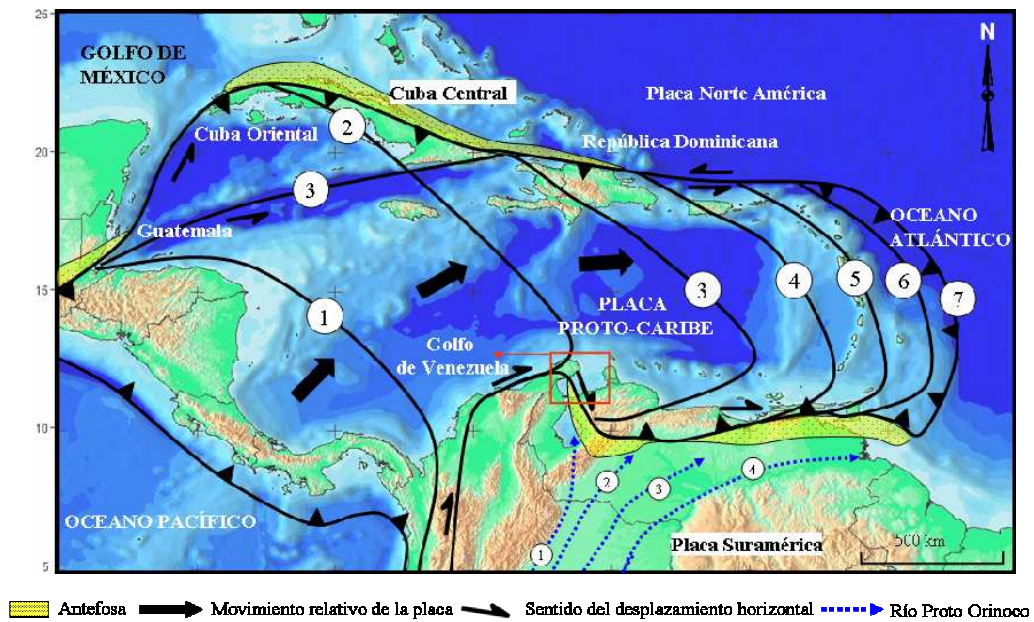 25
GOLFO DE
MÉXICO
N
Cuba Central
Placa Norte América
Cuba Oriental
2
República Dominicana
20
3
Guatemala
OCEANO
ATLÁNTICO
15
1
3
4
5
6
7
PLACA
PROTO-CARIBE
Golfo
de Venezuela
10
OCEANO PACÍFICO
1
2
3
4
Placa Suramérica
500 km
5
Antefosa
Movimiento relativo de la placa
Sentido del desplazamiento horizontal
Río Proto Orinoco